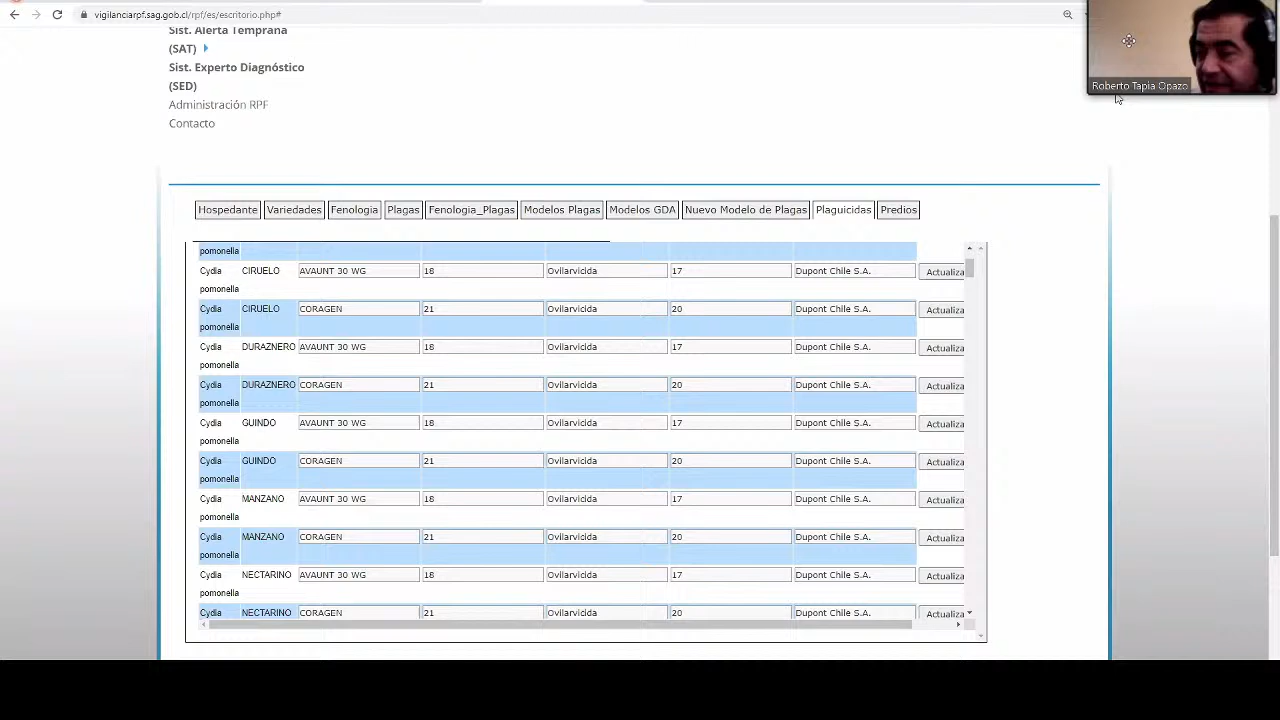 vigilanciarpf.sag.gob.cl/rpf/es/escritorio.php#
Sist. Alerta Temprana
(SAT)
Sist. Experto Diagnóstico
(SED)
Administración RPF
Contacto
Roberto Tapia Opazo
Hospedante Variedades Fenologia Plagas Fenologia_Plagas Modelos Plagas Modelos GDA Nuevo Modelo de Plagas Plaguicidas Predios
pomonella
Cydia CIRUELO AVAUNT 30 WG 18 Ovilarvicida 17 Dupont Chile S.A. Actualiza
pomonella
Cydia CIRUELO CORAGEN 21 Ovilarvicida 20 Dupont Chile S.A. Actualiza
pomonella
Cydia DURAZNERO AVAUNT 30 WG 18 Ovilarvicida 17 Dupont Chile S.A. Actualiza
pomonella
Cydia DURAZNERO CORAGEN 21 Ovilarvicida 20 Dupont Chile S.A. Actualiza
pomonella
Cydia GUINDO AVAUNT 30 WG 18 Ovilarvicida 17 Dupont Chile S.A. Actualiza
pomonella
Cydia GUINDO CORAGEN 21 Ovilarvicida 20 Dupont Chile S.A. Actualiza
pomonella
Cydia MANZANO AVAUNT 30 WG 18 Ovilarvicida 17 Dupont Chile S.A. Actualiza
pomonella
Cydia MANZANO CORAGEN 21 Ovilarvicida 20 Dupont Chile S.A. Actualiza
pomonella
Cydia NECTARINO AVAUNT 30 WG 18 Ovilarvicida 17 Dupont Chile S.A. Actualiza
pomonella
Cydia NECTARINO CORAGEN 21 Ovilarvicida 20 Dupont Chile S.A. Actualiza